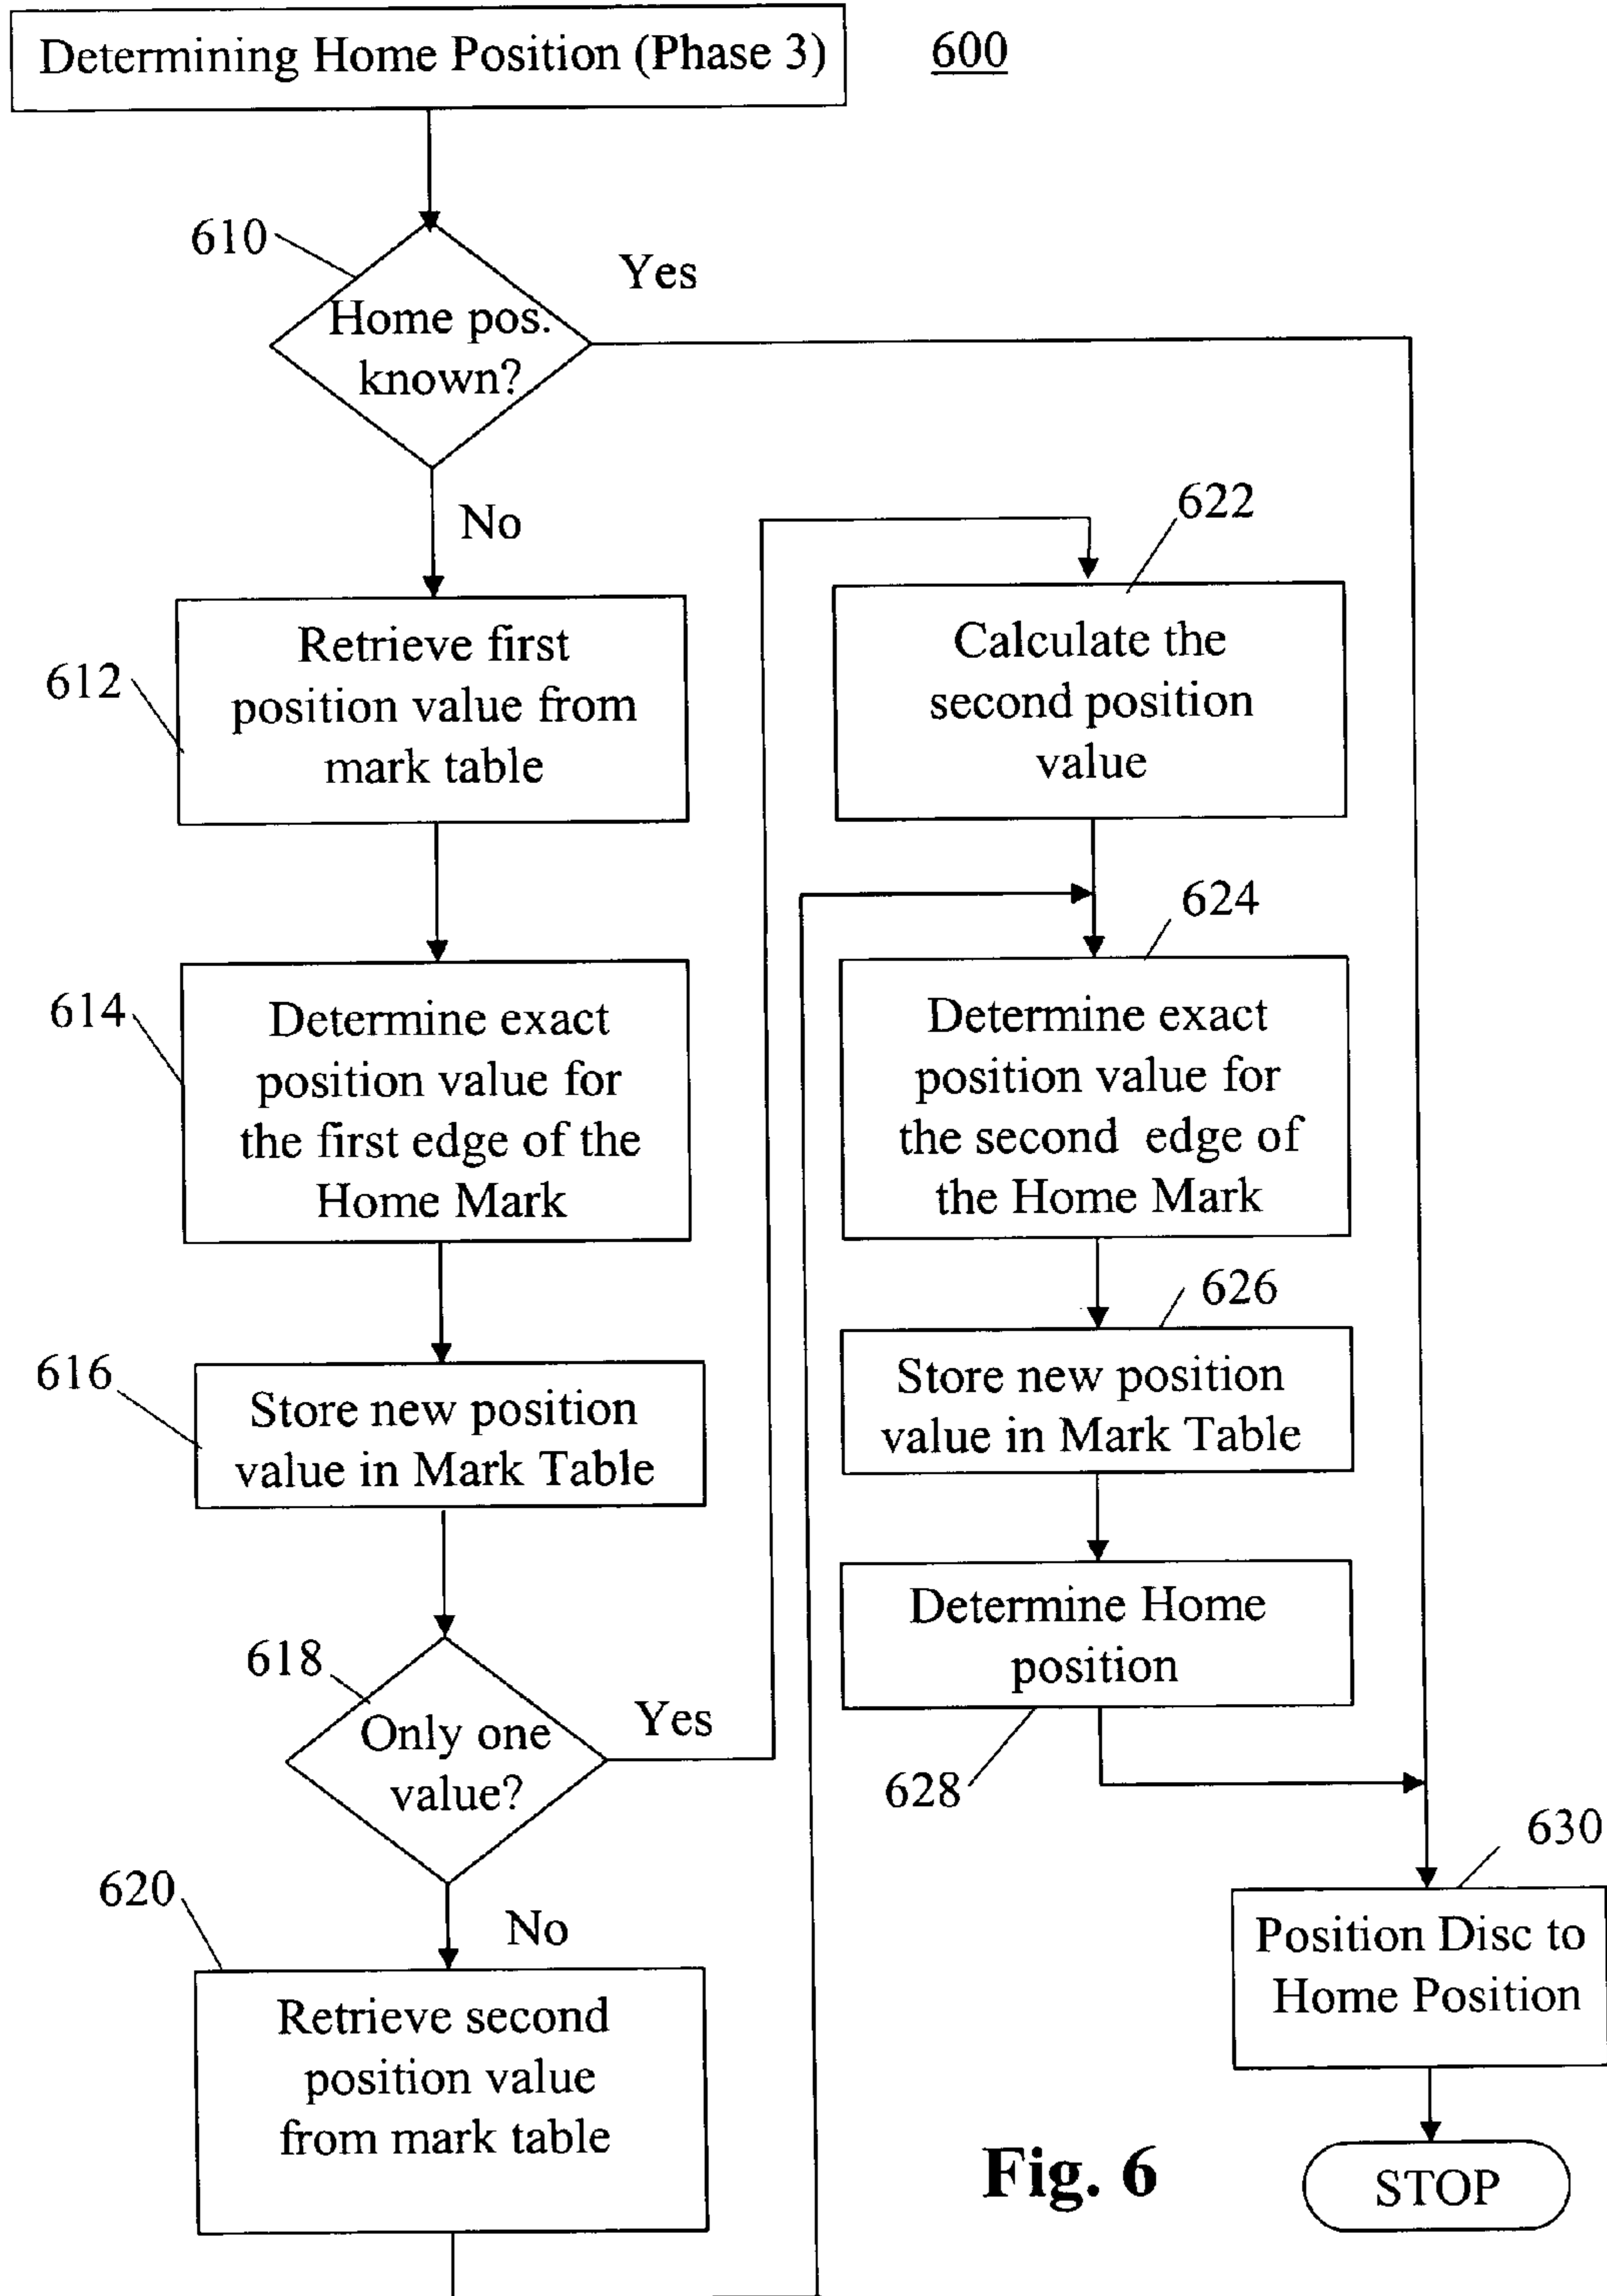 Determining Home Position (Phase 3)
600
610
Yes
Home pos.
known?
No
612
Retrieve first
position value from
mark table
614
Determine exact
position value for
the first edge of the
Home Mark
616
Store new position
value in Mark Table
618
Only one
value?
Yes
No
620
Retrieve second
position value
from mark table
622
Calculate the
second position
value
624
Determine exact
position value for
the second edge of
the Home Mark
626
Store new position
value in Mark Table
Determine Home
position
628
630
Position Disc to
Home Position
STOP
Fig. 6